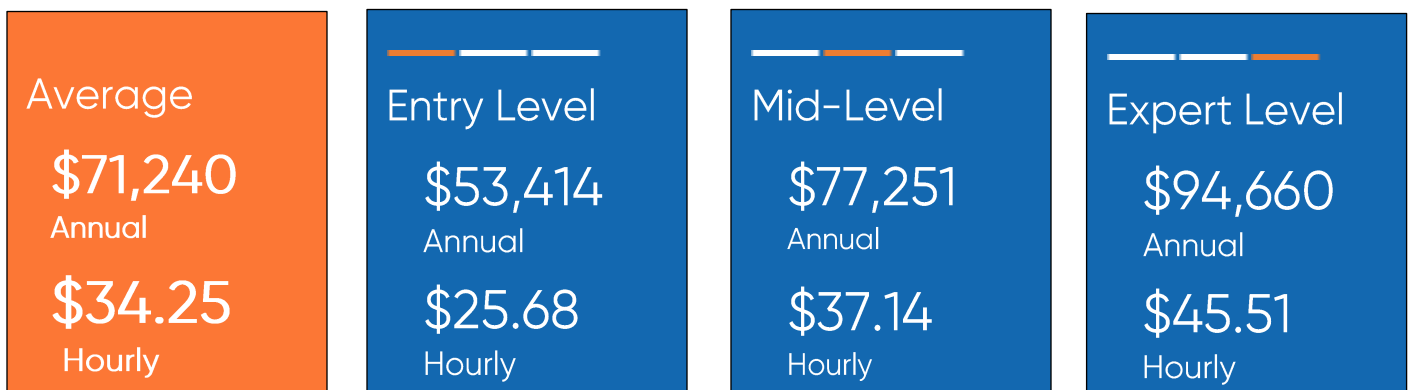 Average
$71,240
Annual
$34.25
Hourly
Entry Level
$53,414
Annual
$25.68
Hourly
Mid-Level
$77,251
Annual
$37.14
Hourly
Expert Level
$94,660
Annual
$45.51
Hourly